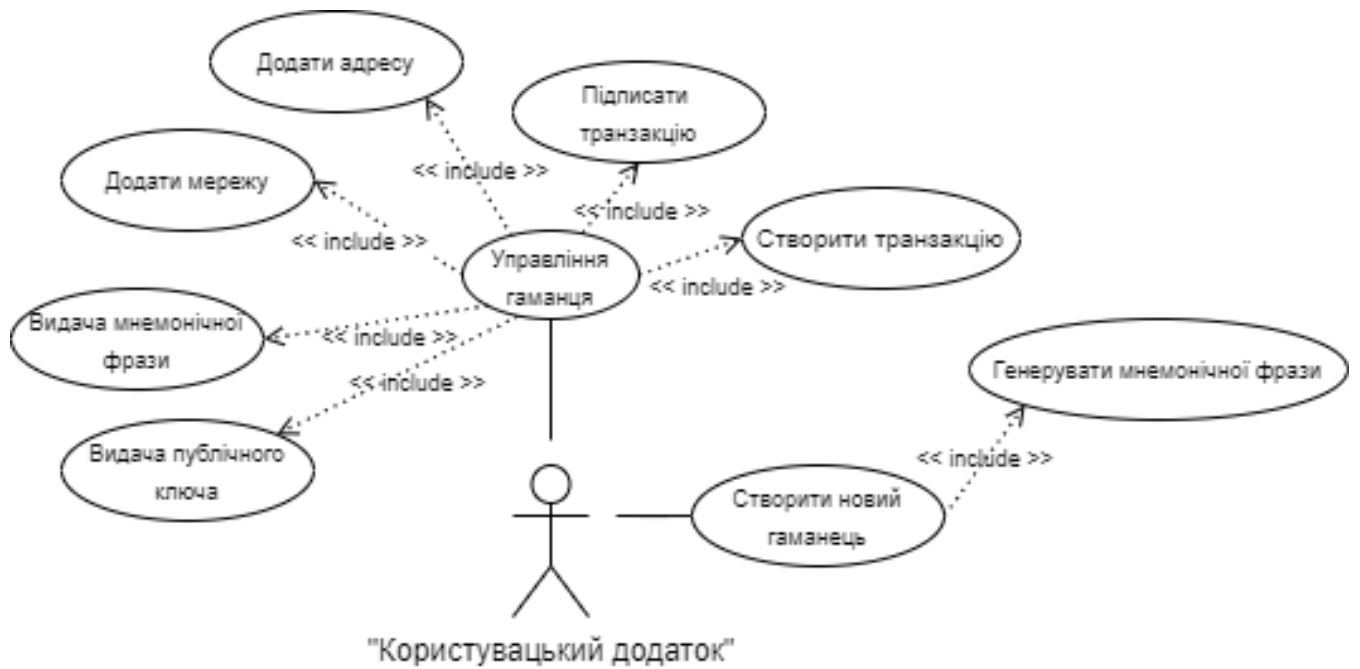 Додати адресу
Підписати
транзакцію
<< include >>
Додати мережу
<< include >>
<< include >>
Створити транзакцію
<< include >>
Управління
гаманця
<< include >>
Видача мнемонічної
фрази
<< include >>
<< include >>
Генерувати мнемонічної фрази
Видача публічного
ключа
<< include >>
Створити новий
гаманець
"Користувацький додаток"